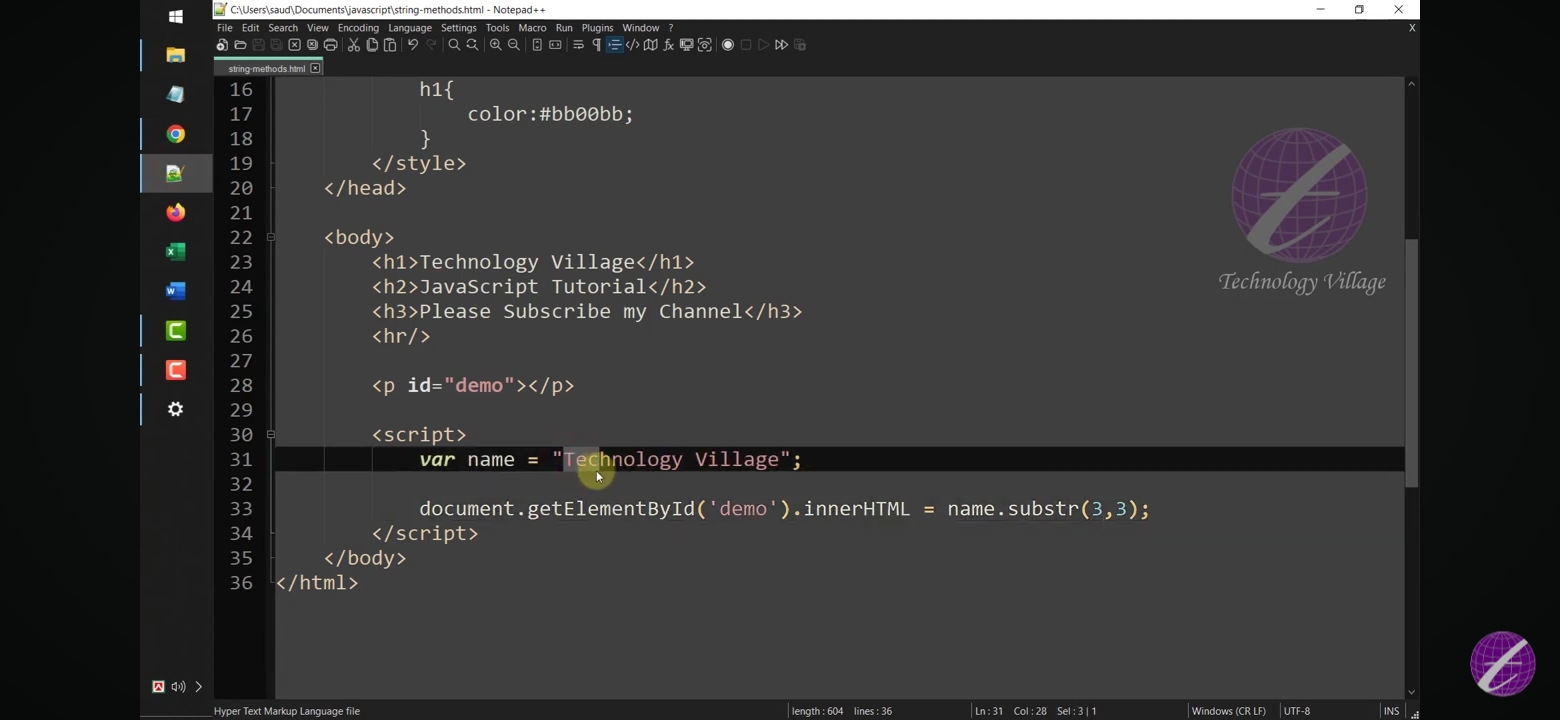 C:\Users\saud\Documents\javascript\string-methods.html - Notepad++
File Edit Search View Encoding Language Settings Tools Macro Run Plugins Window ? X
string-methods.html
16 h1{
17 color:#bb00bb;
18 }
19 </style>
20 </head>
21
22 <body>
23 <h1>Technology Village</h1>
24 <h2>JavaScript Tutorial</h2>
25 <h3>Please Subscribe my Channel</h3>
26 <hr/>
27
28 <p id="demo"></p>
29
30 <script>
31 var name = "Technology Village";
32
33 document.getElementById('demo').innerHTML = name.substr(3,3);
34 </script>
35 </body>
36 </html>
Technology Village
Hyper Text Markup Language file length : 604 lines : 36 Ln : 31 Col : 28 Sel : 3 | 1 Windows (CR LF) UTF-8 INS